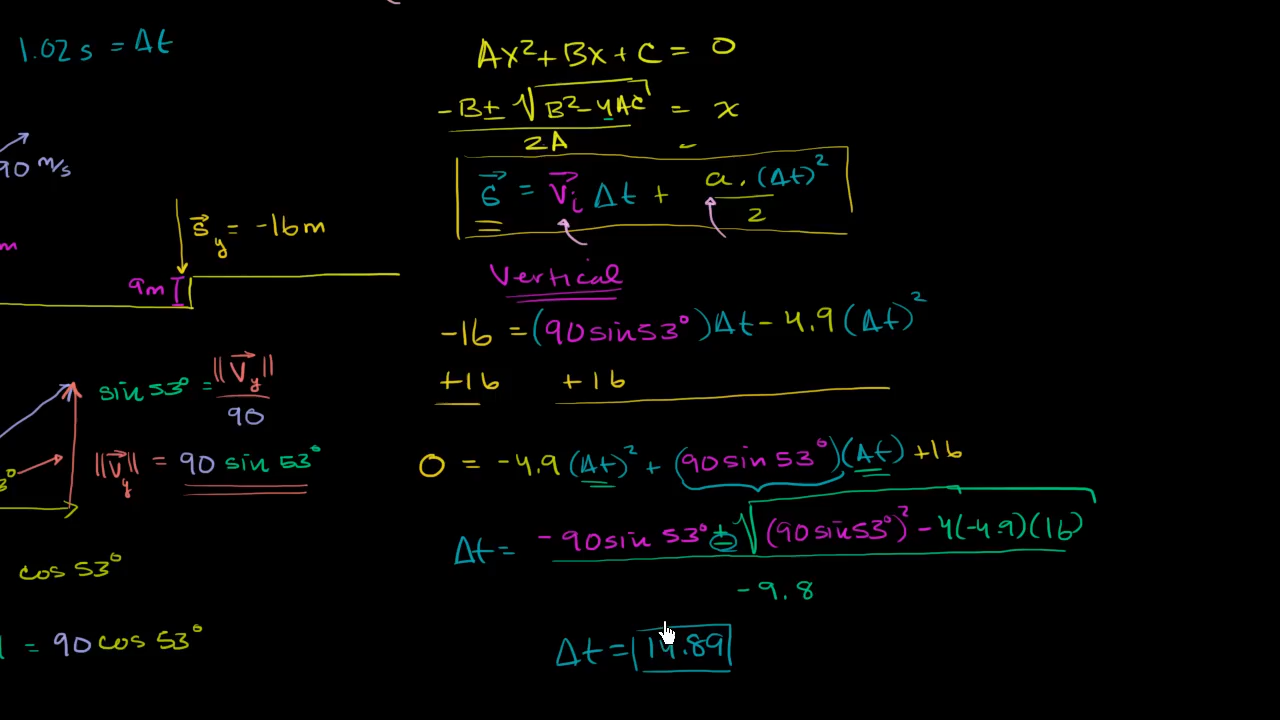 1.02 s = Δt
90 m/s
s⃗y = -16m
m
9m
sin 53° = ||v⃗y|| / 90
||v⃗y|| = 90 sin 53°
3°
cos 53°
= 90 cos 53°
Ax² + Bx + C = 0
(-B ± √(B² - 4AC)) / 2A = x
s⃗ = v⃗i Δt + a · (Δt)² / 2
Vertical
-16 = (90 sin 53°) Δt - 4.9 (Δt)²
+16 +16
0 = -4.9 (Δt)² + (90 sin 53°)(Δt) + 16
Δt = (-90 sin 53° ± √((90 sin 53°)² - 4(-4.9)(16))) / -9.8
Δt = 14.89